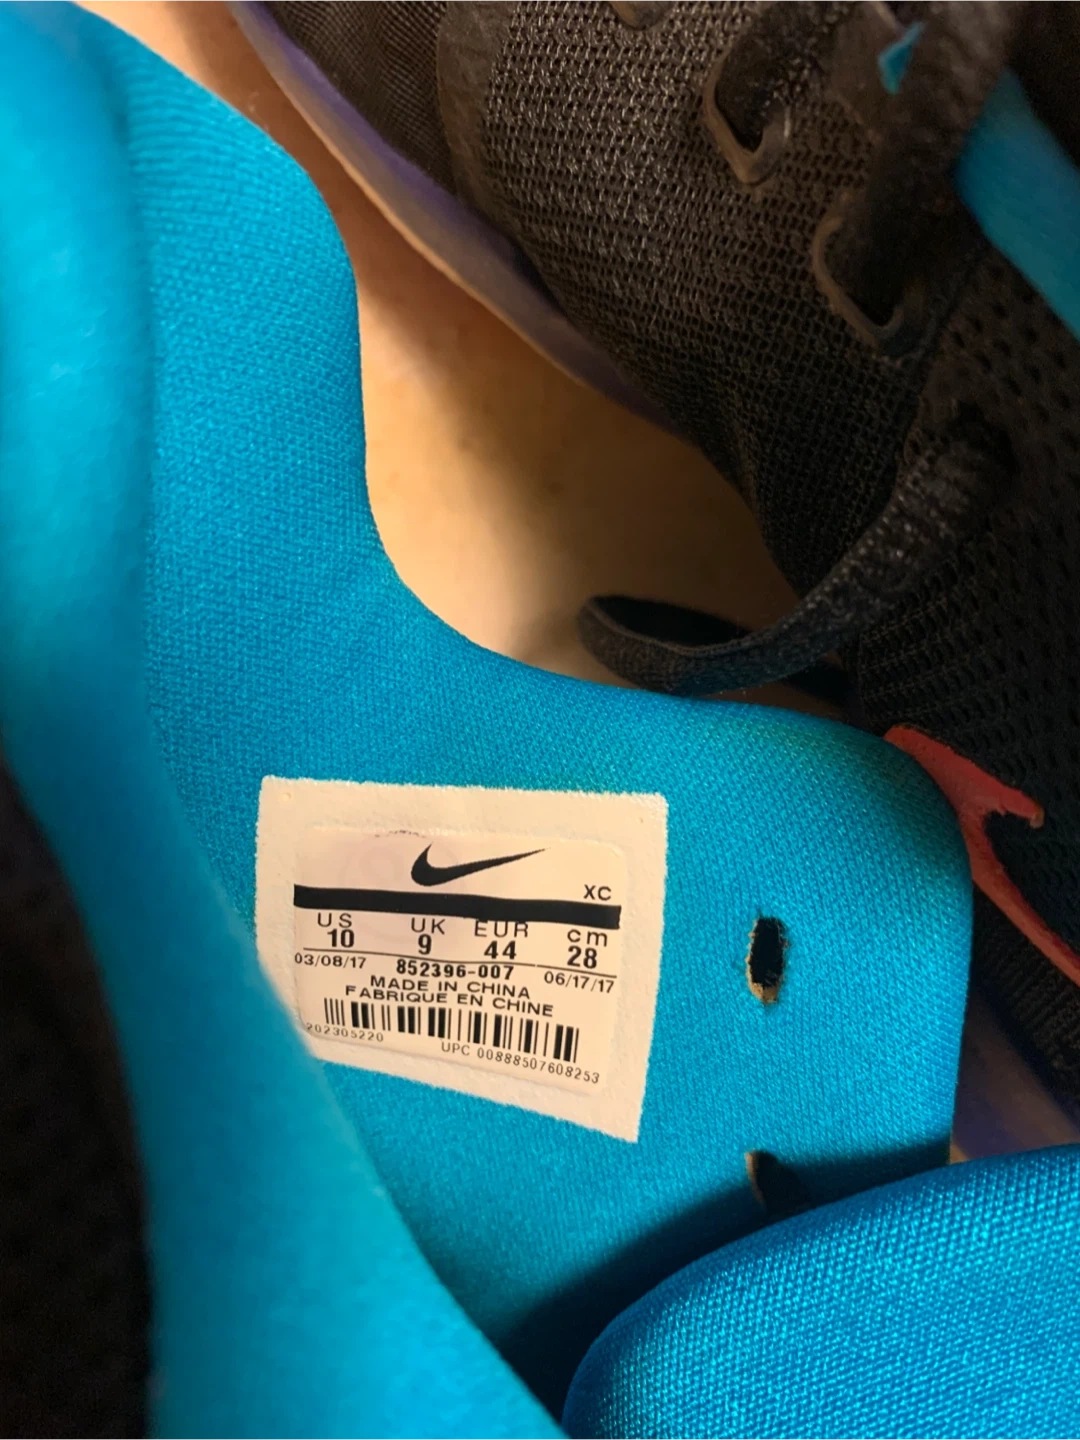 XC
US UK EUR cm
10 9 44 28
03/08/17 852396-007 06/17/17
MADE IN CHINA
FABRIQUE EN CHINE
202305220
UPC 00888507608253